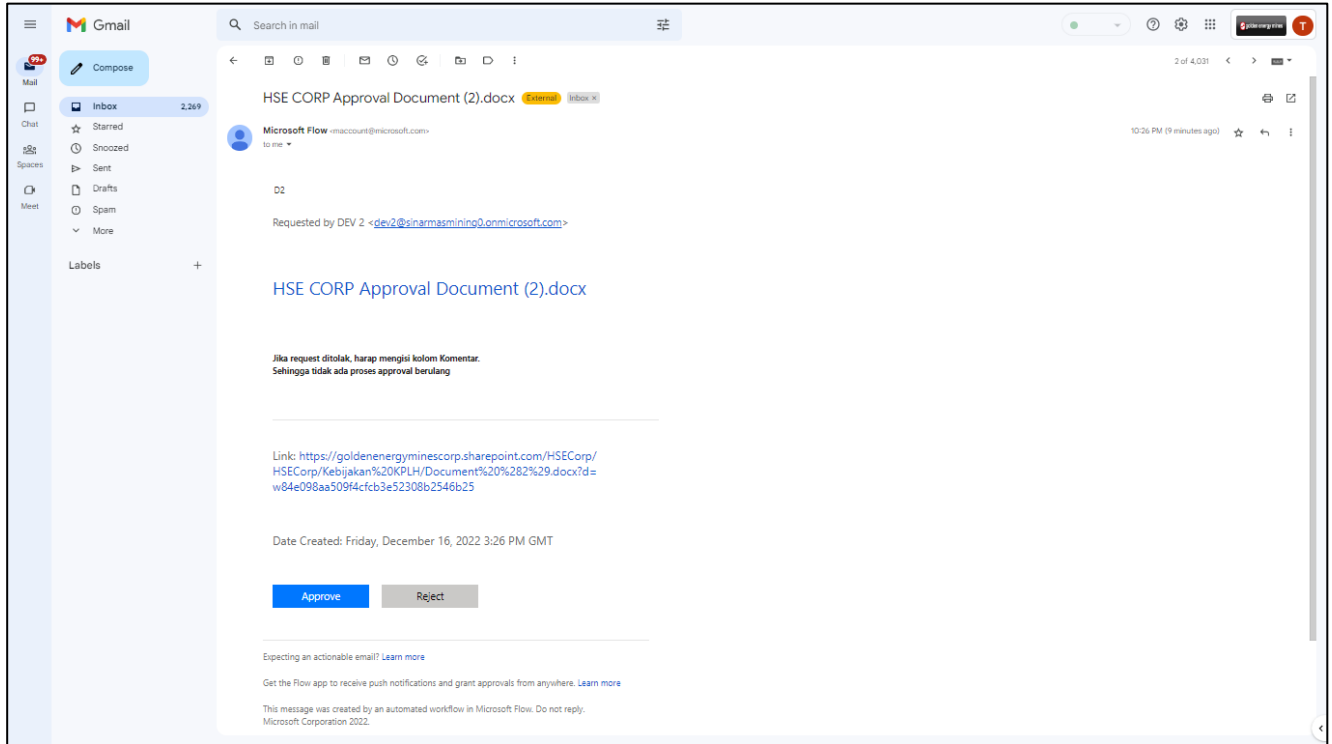 Gmail
Search in mail
99+
Mail
Chat
Spaces
Meet
Compose
Inbox 2,269
Starred
Snoozed
Sent
Drafts
Spam
More
Labels +
2 of 4,031
HSE CORP Approval Document (2).docx External Inbox ×
Microsoft Flow <maccount@microsoft.com>
to me
10:26 PM (9 minutes ago)
D2
Requested by DEV 2 <dev2@sinarmasmining0.onmicrosoft.com>
HSE CORP Approval Document (2).docx
Jika request ditolak, harap mengisi kolom Komentar.
Sehingga tidak ada proses approval berulang
Link: https://goldenenergyminescorp.sharepoint.com/HSECorp/
HSECorp/Kebijakan%20KPLH/Document%20%282%29.docx?d=
w84e098aa509f4cfcb3e52308b2546b25
Date Created: Friday, December 16, 2022 3:26 PM GMT
Approve Reject
Expecting an actionable email? Learn more
Get the Flow app to receive push notifications and grant approvals from anywhere. Learn more
This message was created by an automated workflow in Microsoft Flow. Do not reply.
Microsoft Corporation 2022.
golden energy mines
T